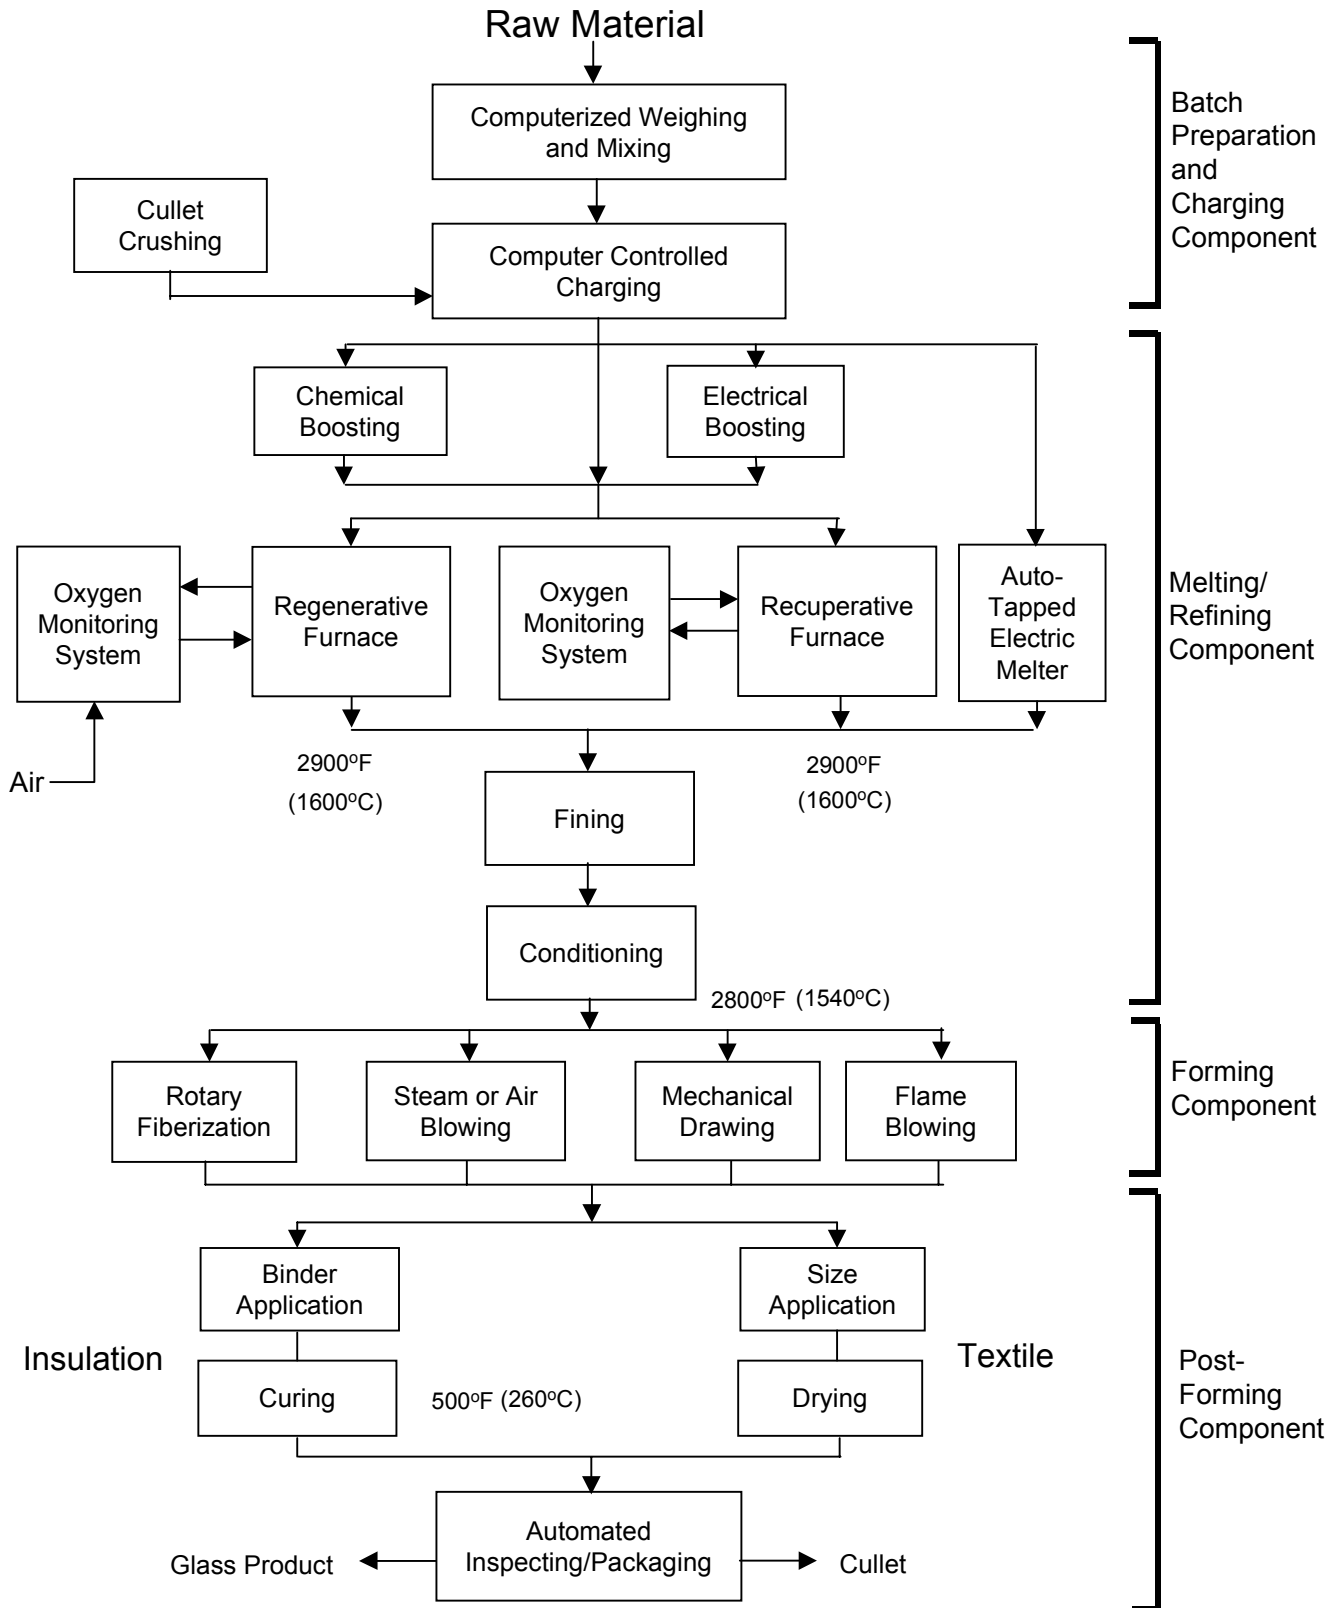 Raw Material
Computerized Weighing
and Mixing
Batch
Preparation
and
Charging
Component
Cullet
Crushing
Computer Controlled
Charging
Chemical
Boosting
Electrical
Boosting
Oxygen
Monitoring
System
Regenerative
Furnace
Oxygen
Monitoring
System
Recuperative
Furnace
Auto-
Tapped
Electric
Melter
Melting/
Refining
Component
Air
2900ºF
(1600ºC)
2900ºF
(1600ºC)
Fining
Conditioning
2800ºF (1540ºC)
Rotary
Fiberization
Steam or Air
Blowing
Mechanical
Drawing
Flame
Blowing
Forming
Component
Binder
Application
Size
Application
Insulation
Textile
Curing
500ºF (260ºC)
Drying
Post-
Forming
Component
Automated
Inspecting/Packaging
Glass Product
Cullet